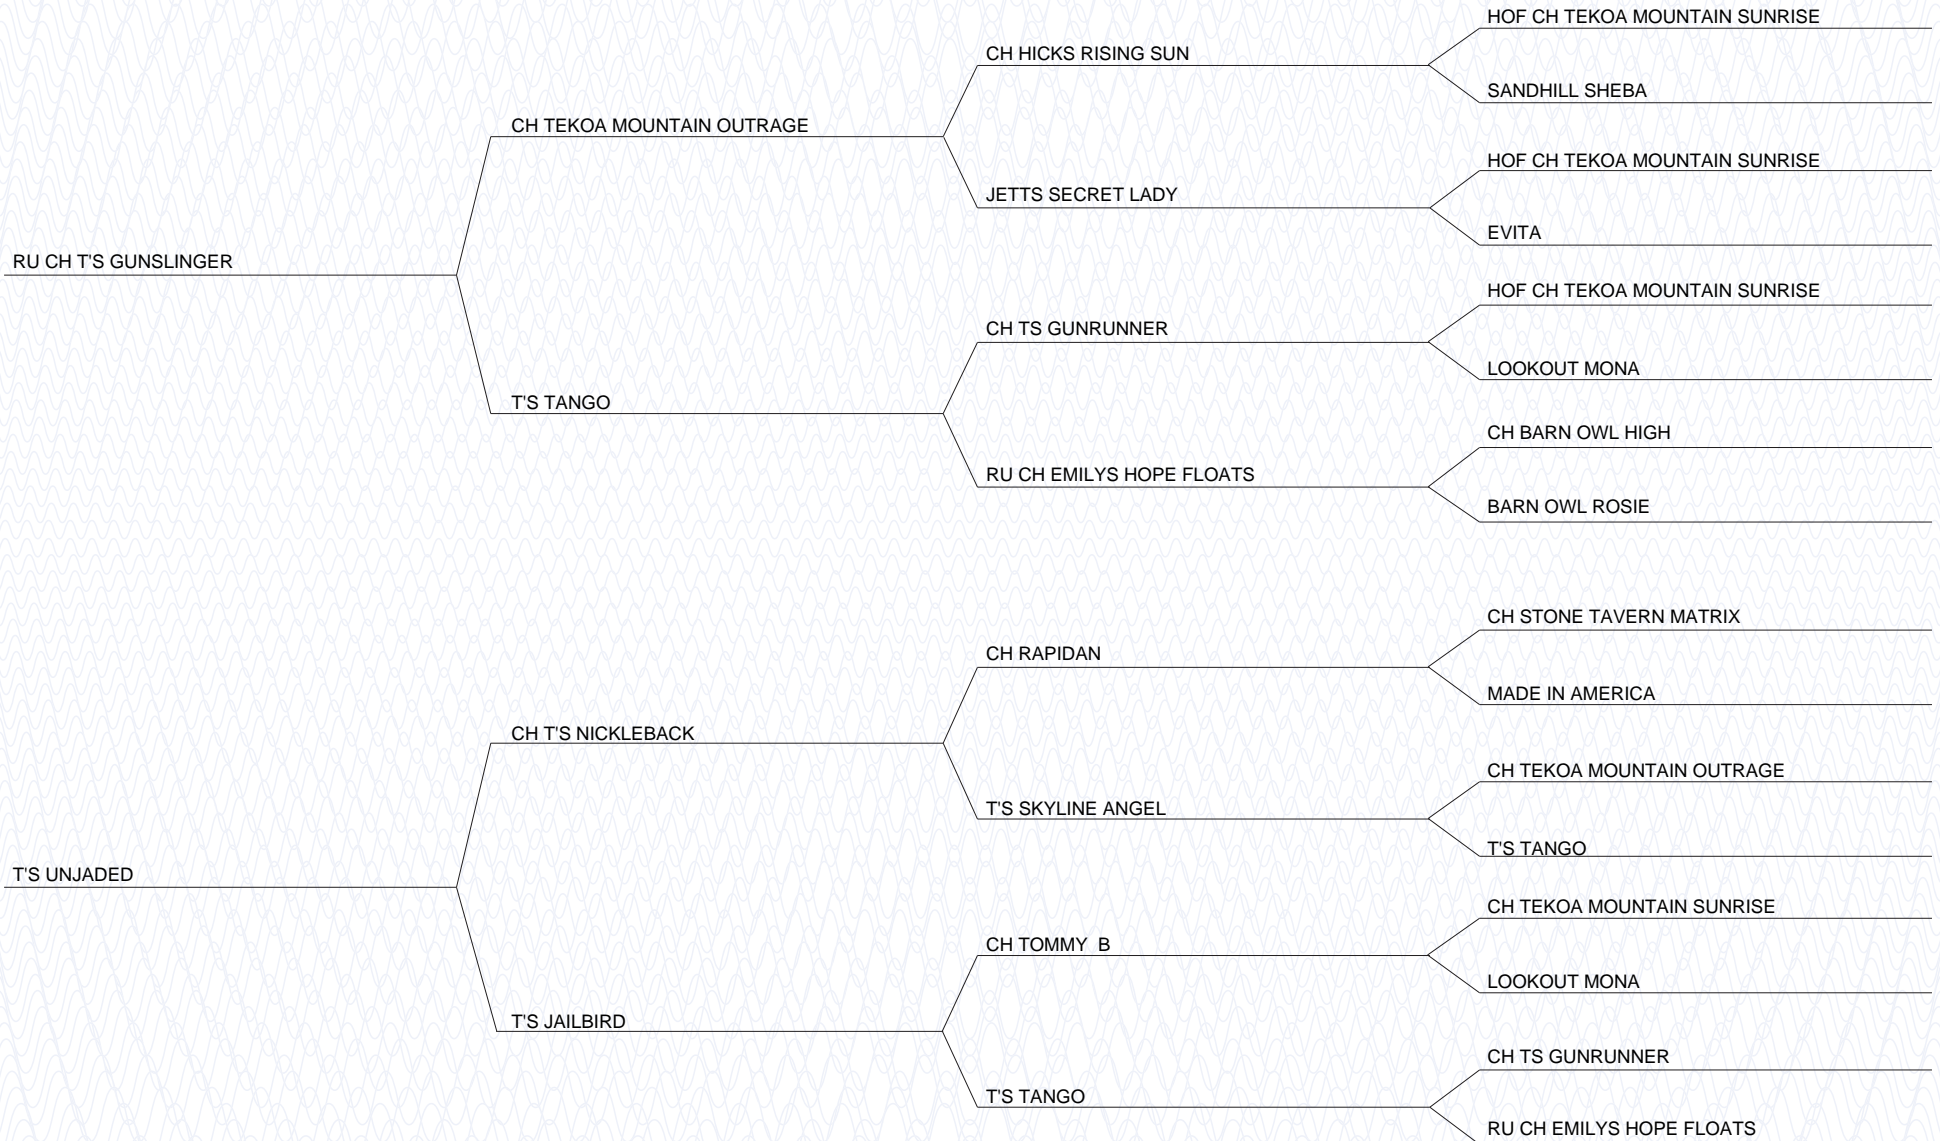 HOF CH TEKOA MOUNTAIN SUNRISE
CH HICKS RISING SUN
SANDHILL SHEBA
CH TEKOA MOUNTAIN OUTRAGE
HOF CH TEKOA MOUNTAIN SUNRISE
JETTS SECRET LADY
EVITA
RU CH T'S GUNSLINGER
HOF CH TEKOA MOUNTAIN SUNRISE
CH TS GUNRUNNER
LOOKOUT MONA
T'S TANGO
CH BARN OWL HIGH
RU CH EMILYS HOPE FLOATS
BARN OWL ROSIE
CH STONE TAVERN MATRIX
CH RAPIDAN
MADE IN AMERICA
CH T'S NICKLEBACK
CH TEKOA MOUNTAIN OUTRAGE
T'S SKYLINE ANGEL
T'S TANGO
T'S UNJADED
CH TEKOA MOUNTAIN SUNRISE
CH TOMMY  B
LOOKOUT MONA
T'S JAILBIRD
CH TS GUNRUNNER
T'S TANGO
RU CH EMILYS HOPE FLOATS